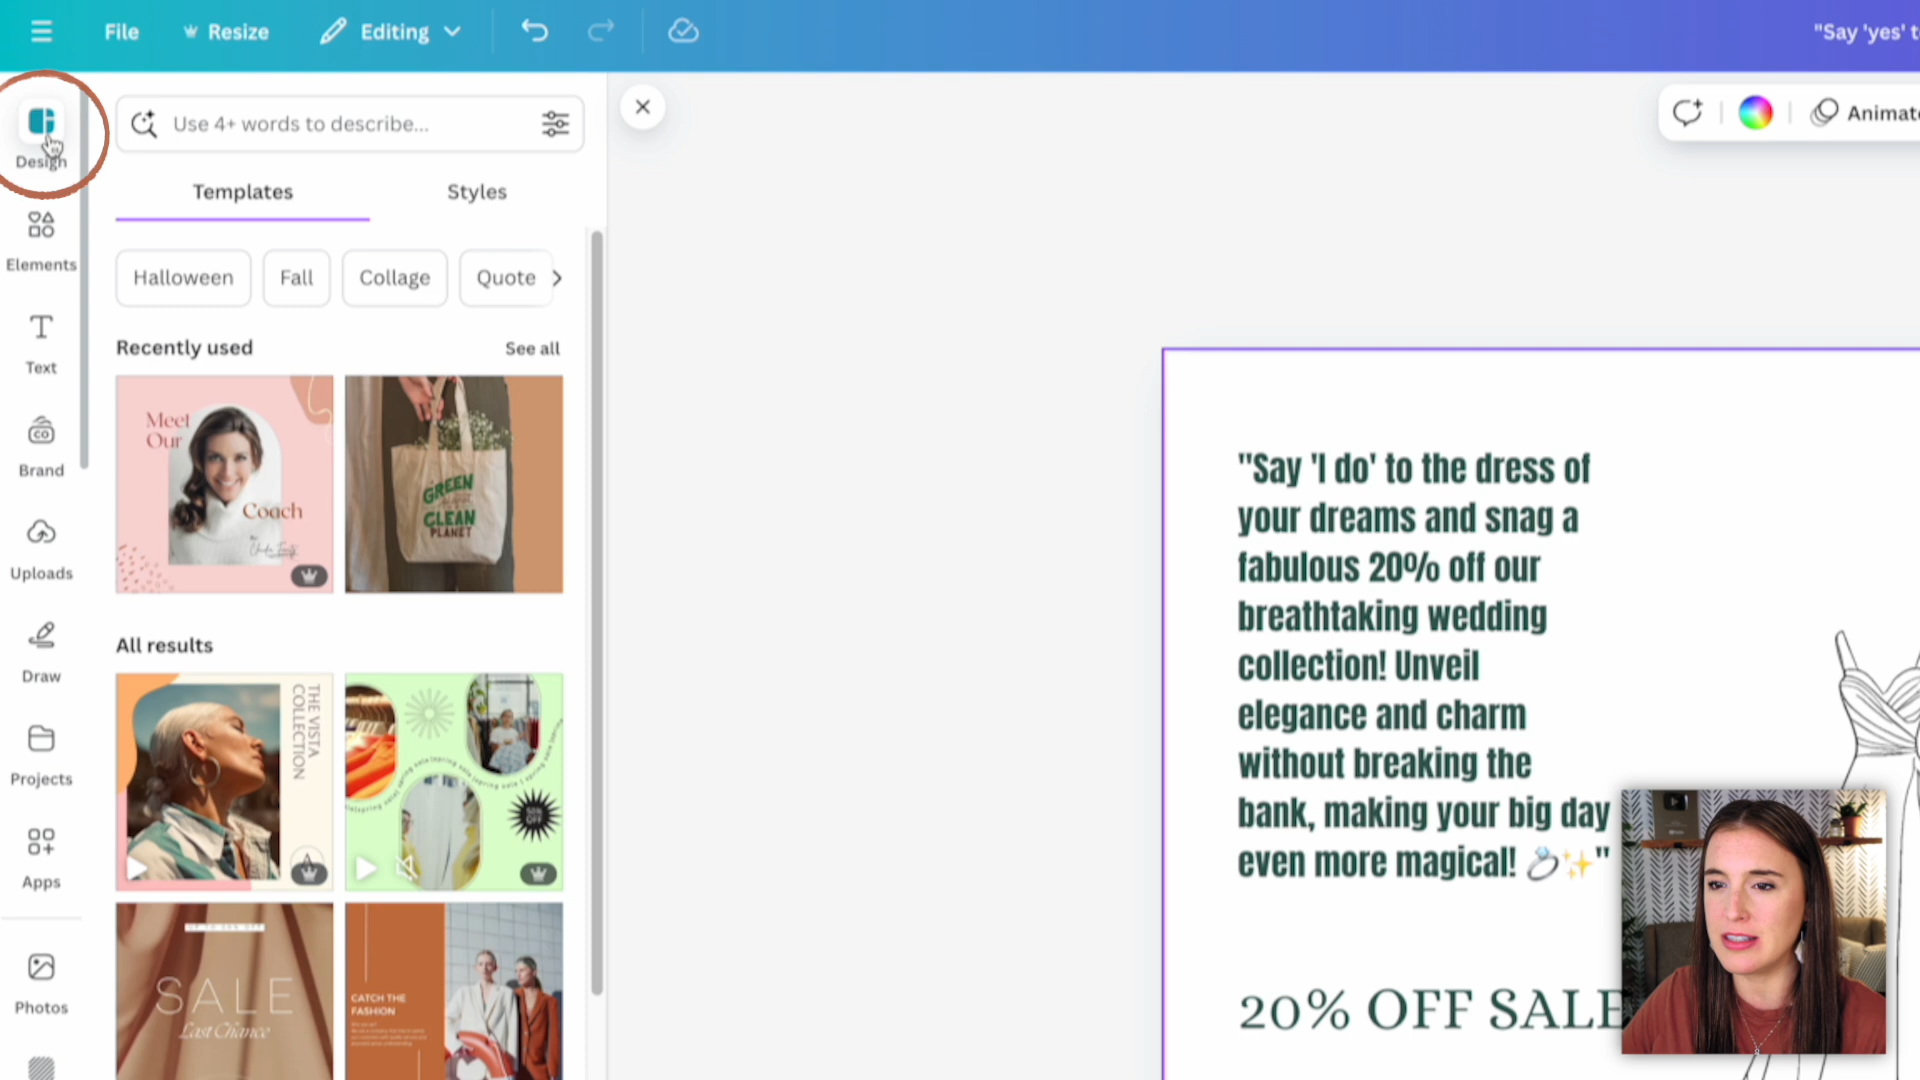 File
Resize
Editing
"Say 'yes' t
Design
Use 4+ words to describe...
Animate
Templates
Styles
Elements
Halloween
Fall
Collage
Quote
Text
Recently used
See all
Meet
Our
Coach
GREEN
CLEAN
PLANET
Brand
Uploads
All results
THE VISTA
COLLECTION
Draw
Projects
Apps
SALE
Last Chance
CATCH THE
FASHION
Photos
"Say 'I do' to the dress of
your dreams and snag a
fabulous 20% off our
breathtaking wedding
collection! Unveil
elegance and charm
without breaking the
bank, making your big day
even more magical! 💍✨"
20% OFF SALE